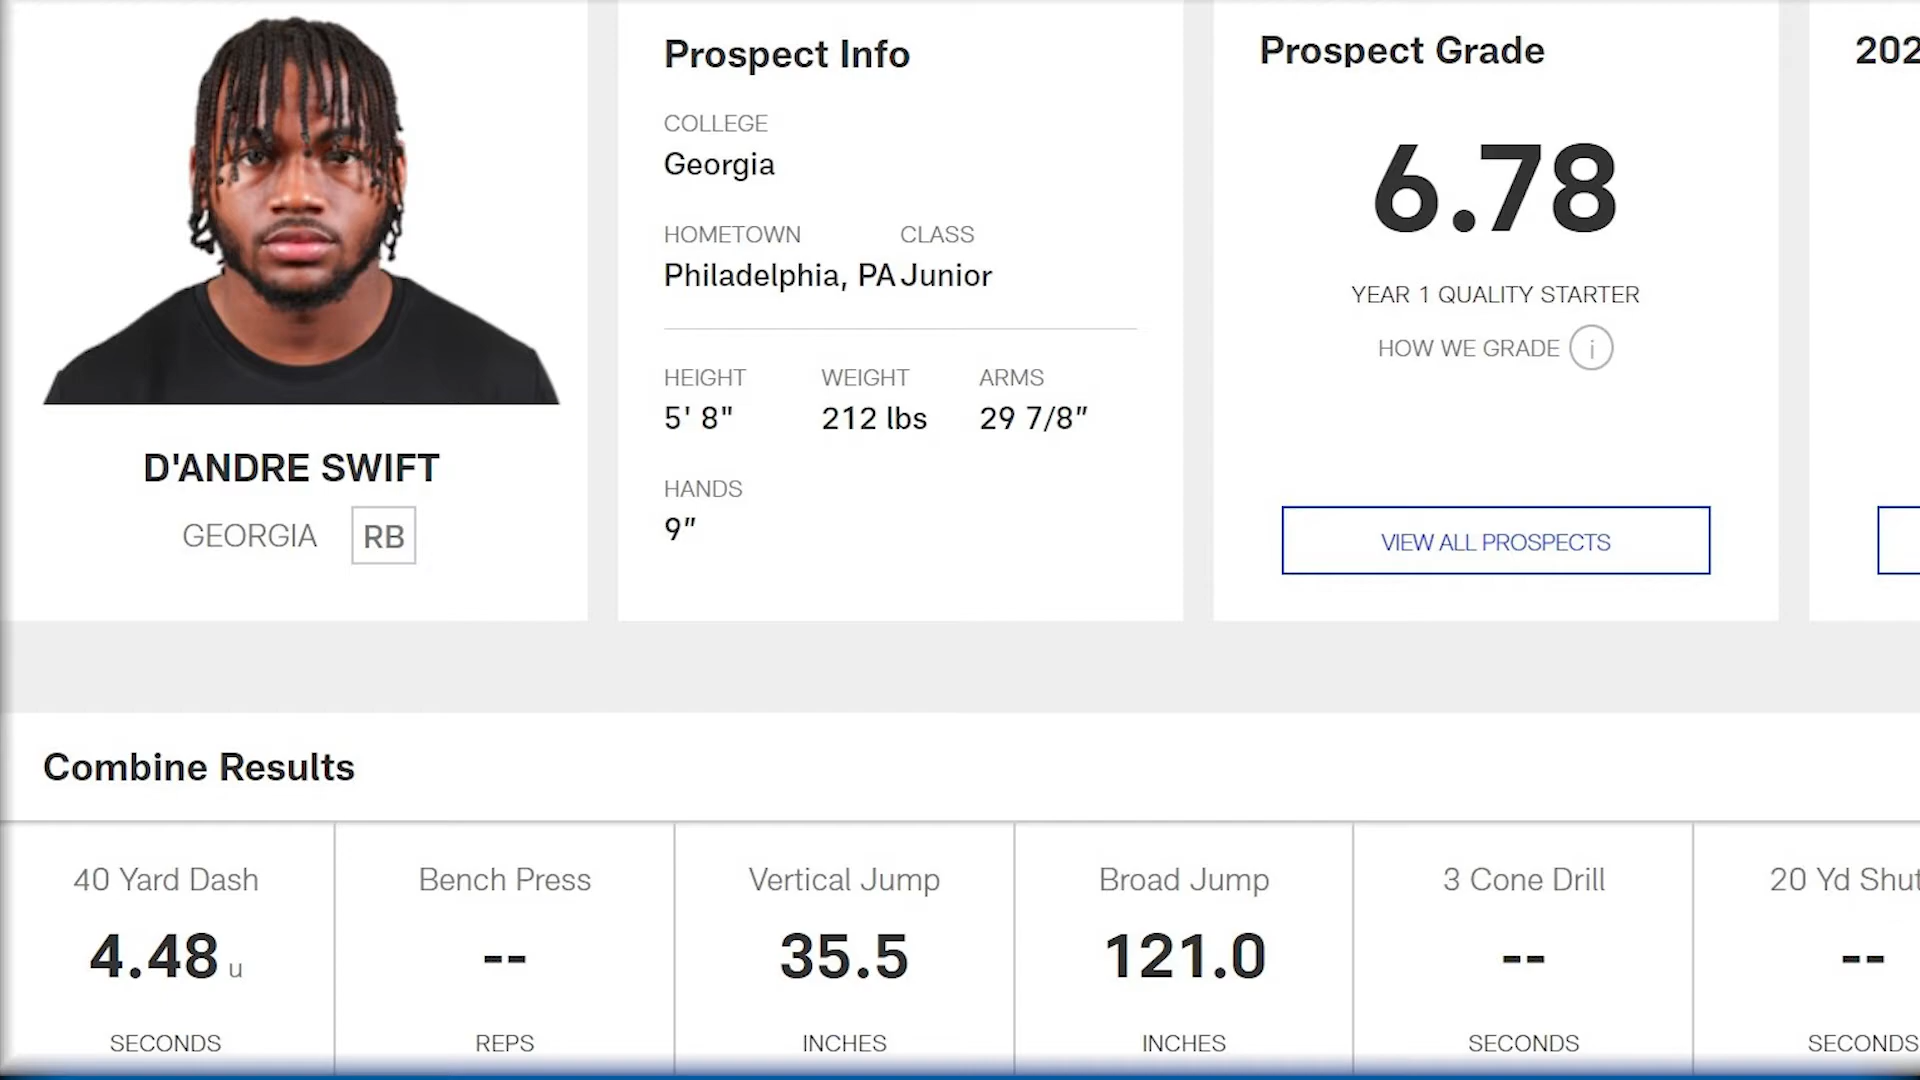 D'ANDRE SWIFT
GEORGIA RB
Prospect Info
COLLEGE
Georgia
HOMETOWN CLASS
Philadelphia, PA Junior
HEIGHT WEIGHT ARMS
5' 8" 212 lbs 29 7/8"
HANDS
9"
Prospect Grade
6.78
YEAR 1 QUALITY STARTER
HOW WE GRADE i
VIEW ALL PROSPECTS
202
Combine Results
40 Yard Dash
4.48 u
SECONDS
Bench Press
--
REPS
Vertical Jump
35.5
INCHES
Broad Jump
121.0
INCHES
3 Cone Drill
--
SECONDS
20 Yd Shut
--
SECONDS